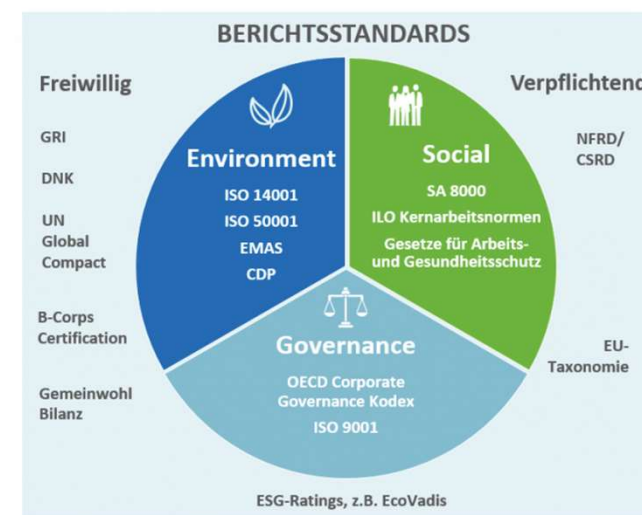 BERICHTSSTANDARDS
Freiwillig
GRI
DNK
UN
Global
Compact
B-Corps
Certification
Gemeinwohl
Bilanz
Environment
ISO 14001
ISO 50001
EMAS
CDP
Social
SA 8000
ILO Kernarbeitsnormen
Gesetze für Arbeits-
und Gesundheitsschutz
Governance
OECD Corporate
Governance Kodex
ISO 9001
Verpflichtend
NFRD/
CSRD
EU-
Taxonomie
ESG-Ratings, z.B. EcoVadis